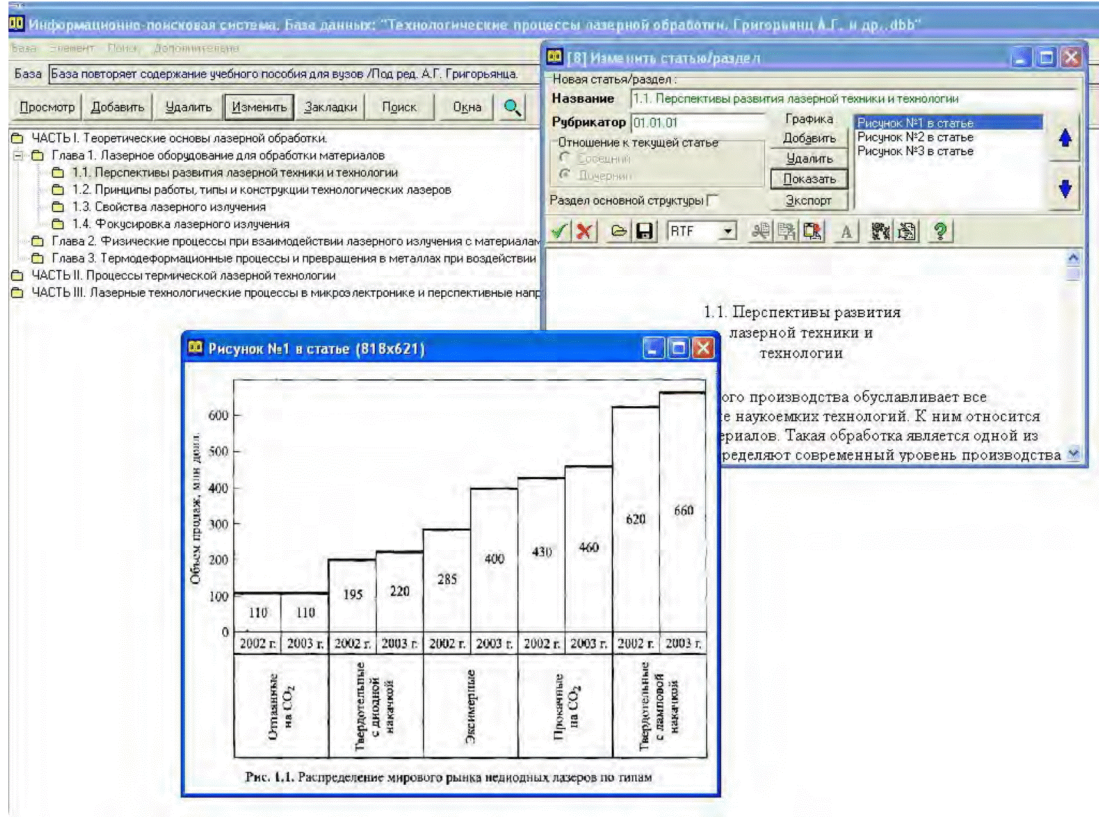 Информационно-поисковая система. База данных: "Технологические процессы лазерной обработки. Григорьянц А.Г.. и др..dbb"
База Элемент Поиск Дополнительно
База База повторяет содержание учебного пособия для вузов /Под ред. А.Г. Григорьянца.
Просмотр Добавить Удалить Изменить Закладки Поиск Окна
ЧАСТЬ I. Теоретические основы лазерной обработки.
Глава 1. Лазерное оборудование для обработки материалов
1.1. Перспективы развития лазерной техники и технологии
1.2. Принципы работы, типы и конструкции технологических лазеров
1.3. Свойства лазерного излучения
1.4. Фокусировка лазерного излучения
Глава 2. Физические процессы при взаимодействии лазерного излучения с материалам
Глава 3. Термодеформационные процессы и превращения в металлах при воздействии
ЧАСТЬ II. Процессы термической лазерной технологии
ЧАСТЬ III. Лазерные технологические процессы в микроэлектронике и перспективные напр
[8] Изменить статью/раздел
Новая статья/раздел :
Название 1.1. Перспективы развития лазерной техники и технологии
Рубрикатор 01.01.01
Отношение к текущей статье
Соседний
Дочерний
Раздел основной структуры
Графика
Добавить
Удалить
Показать
Экспорт
Рисунок №1 в статье
Рисунок №2 в статье
Рисунок №3 в статье
RTF
A
?
1.1. Перспективы развития
лазерной техники и
технологии
ого производства обуславливает все
наукоемких технологий. К ним относится
ериалов. Такая обработка является одной из
ределяют современный уровень производства
Рисунок №1 в статье (818x621)
Объем продаж, млн долл.
600
500
400
300
200
100
0
110 110 195 220 285 400 430 460 620 660
2002 г. 2003 г. 2002 г. 2003 г. 2002 г. 2003 г. 2002 г. 2003 г. 2002 г. 2003 г.
Отпаянные
на CO₂
Твердотельные
с диодной
накачкой
Эксимерные
Прокачные
на CO₂
Твердотельные
с ламповой
накачкой
Рис. 1.1. Распределение мирового рынка недиодных лазеров по типам